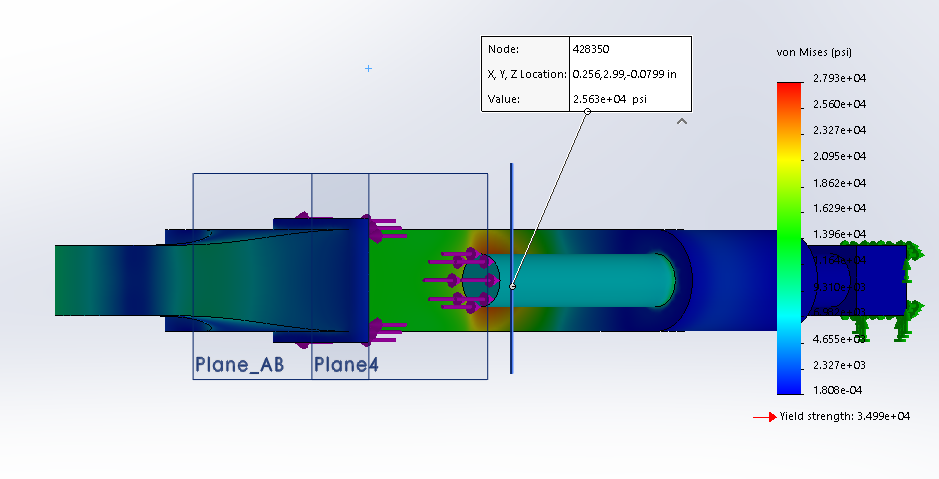 Node: 428350
X, Y, Z Location: 0.256,2.99,-0.0799 in
Value: 2.563e+04 psi
von Mises (psi)
2.793e+04
2.560e+04
2.327e+04
2.095e+04
1.862e+04
1.629e+04
1.396e+04
4.655e+03
2.327e+03
1.808e-04
Yield strength: 3.499e+04
Plane_AB Plane4